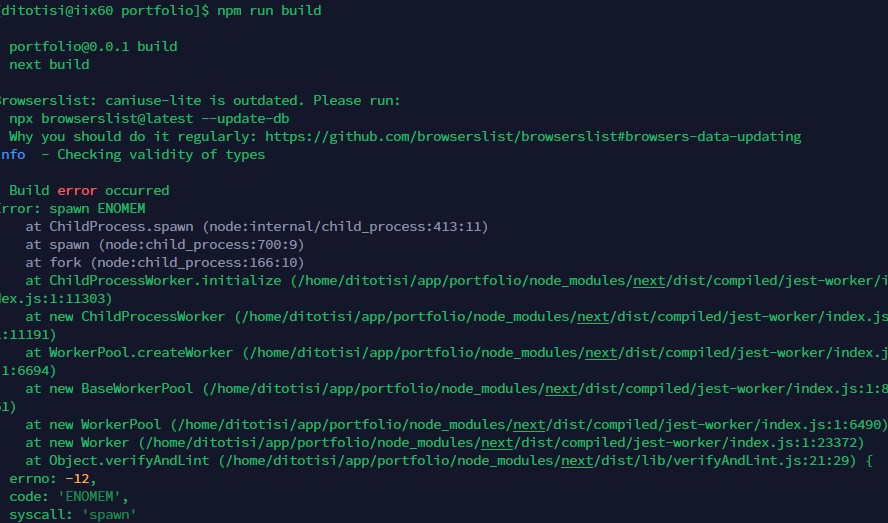 [ditotisi@iix60 portfolio]$ npm run build
portfolio@0.0.1 build
next build
Browserslist: caniuse-lite is outdated. Please run:
npx browserslist@latest --update-db
Why you should do it regularly: https://github.com/browserslist/browserslist#browsers-data-updating
info - Checking validity of types
Build error occurred
Error: spawn ENOMEM
at ChildProcess.spawn (node:internal/child_process:413:11)
at spawn (node:child_process:700:9)
at fork (node:child_process:166:10)
at ChildProcessWorker.initialize (/home/ditotisi/app/portfolio/node_modules/next/dist/compiled/jest-worker/i
dex.js:1:11303)
at new ChildProcessWorker (/home/ditotisi/app/portfolio/node_modules/next/dist/compiled/jest-worker/index.js
:11191)
at WorkerPool.createWorker (/home/ditotisi/app/portfolio/node_modules/next/dist/compiled/jest-worker/index.j
:1:6694)
at new BaseWorkerPool (/home/ditotisi/app/portfolio/node_modules/next/dist/compiled/jest-worker/index.js:1:8
51)
at new WorkerPool (/home/ditotisi/app/portfolio/node_modules/next/dist/compiled/jest-worker/index.js:1:6490)
at new Worker (/home/ditotisi/app/portfolio/node_modules/next/dist/compiled/jest-worker/index.js:1:23372)
at Object.verifyAndLint (/home/ditotisi/app/portfolio/node_modules/next/dist/lib/verifyAndLint.js:21:29) {
errno: -12,
code: 'ENOMEM',
syscall: 'spawn'